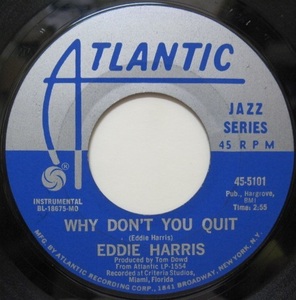 ATLANTIC
JAZZ
SERIES
45 RPM
INSTRUMENTAL
BL-18675-MO
45-5101
Pub., Hargrove,
BMI
Time: 2:55
WHY DON'T YOU QUIT
(Eddie Harris)
EDDIE HARRIS
Produced by Tom Dowd
From Atlantic LP-1554
Recorded at Criteria Studios,
Miami, Florida
MFG. BY ATLANTIC RECORDING CORP., 1841 BROADWAY, NEW YORK, N.Y.